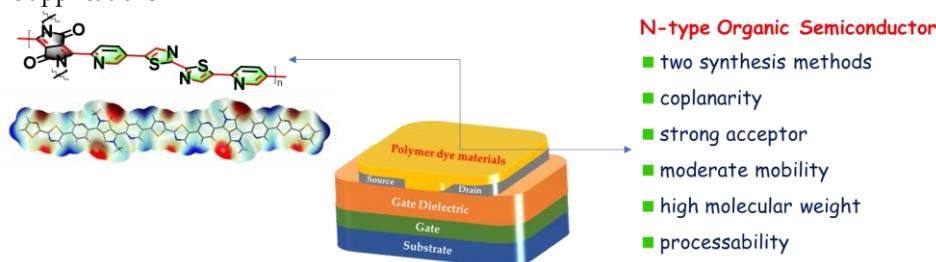 N
O
N
S
O
N
N
S
N
N
n
N-type Organic Semiconductor
two synthesis methods
coplanarity
strong acceptor
moderate mobility
high molecular weight
processability
Polymer dye materials
Source
Drain
Gate Dielectric
Gate
Substrate